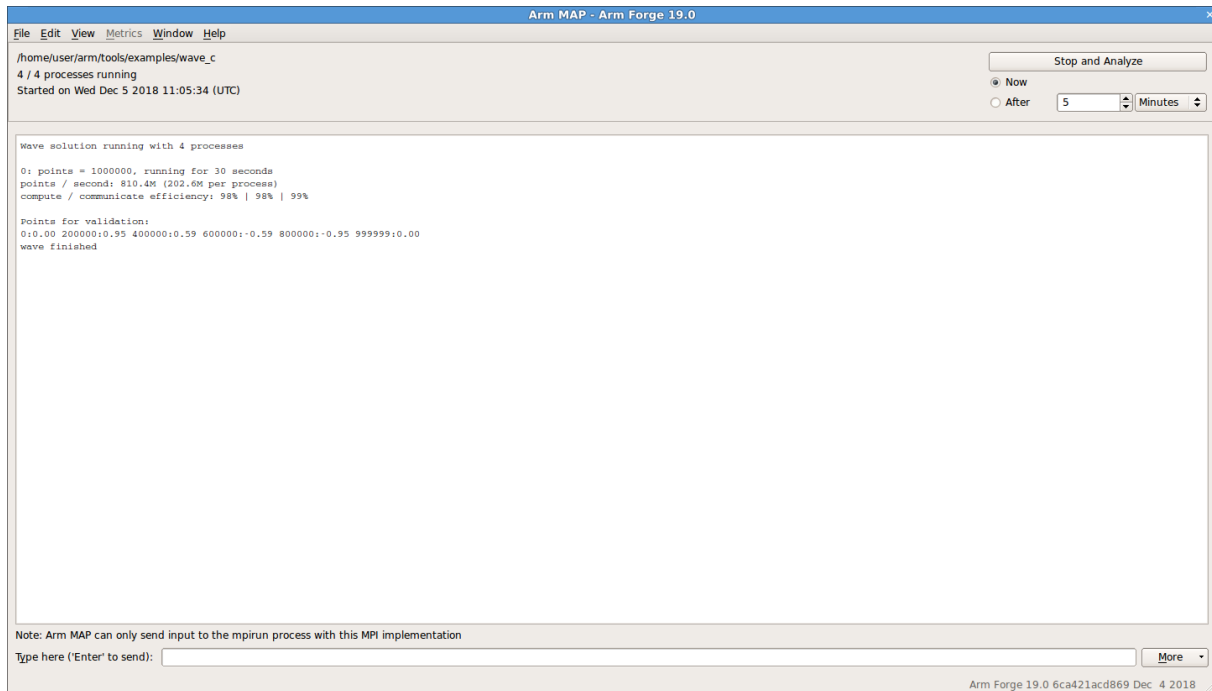 Arm MAP - Arm Forge 19.0
File Edit View Metrics Window Help
/home/user/arm/tools/examples/wave_c
4 / 4 processes running
Started on Wed Dec 5 2018 11:05:34 (UTC)
Stop and Analyze
Now
After 5 Minutes
Wave solution running with 4 processes
0: points = 1000000, running for 30 seconds
points / second: 810.4M (202.6M per process)
compute / communicate efficiency: 98% | 98% | 99%
Points for validation:
0:0.00 200000:0.95 400000:0.59 600000:-0.59 800000:-0.95 999999:0.00
wave finished
Note: Arm MAP can only send input to the mpirun process with this MPI implementation
Type here ('Enter' to send):
More
Arm Forge 19.0 6ca421acd869 Dec 4 2018